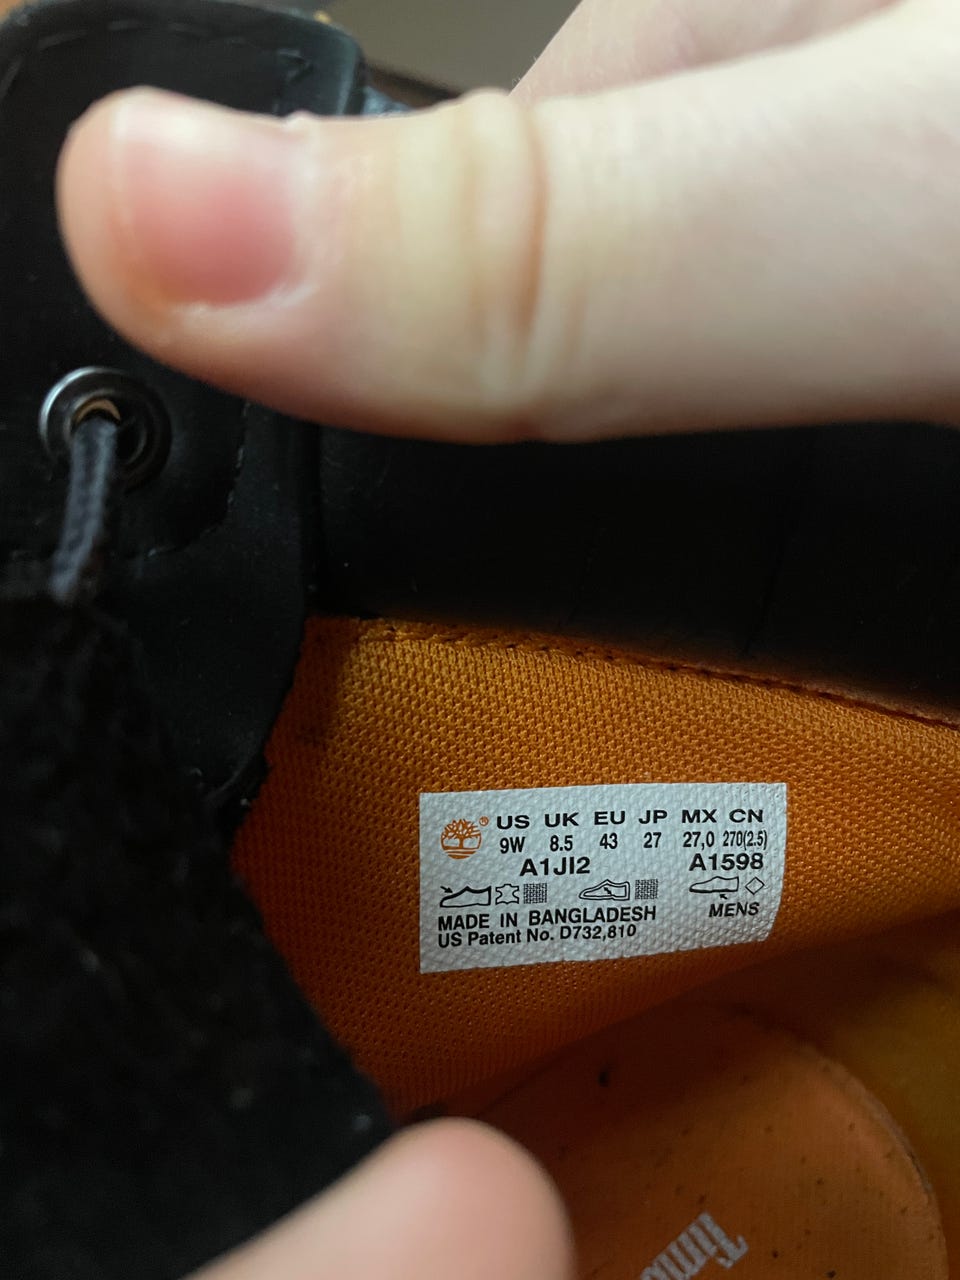 ® US UK EU JP MX CN
9W 8.5 43 27 27,0 270(2.5)
A1JI2 A1598
MADE IN BANGLADESH MENS
US Patent No. D732,810